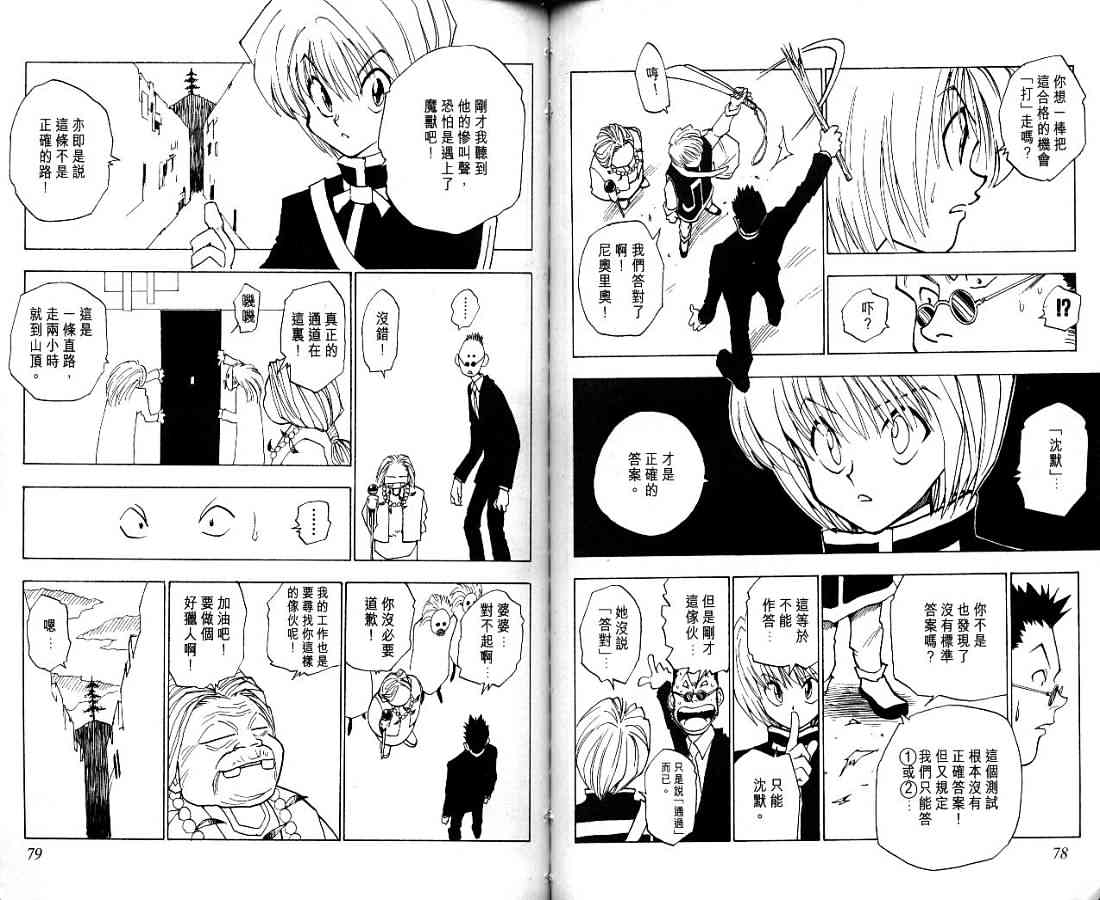 你想一棒把
這合格的機會
「打」走嗎?
唷!
我們答對了
啊!
尼奧里奧!
!?
吓?
「沈默」…
才是
正確的
答案。
你不是
也發現了
沒有標準
答案嗎?
這個測試
根本沒有
正確答案!
但又規定
我們只能答
①或②…
這等於
不能
作答…
只能
沈默。
但是剛才
這傢伙…
她沒說
「答對」…
只是說「通過」
而已。
78
剛才我聽到
他的慘叫聲,
恐怕是遇上了
魔獸吧!
亦即是說
這條不是
正確的路!
……
沒錯!
真正的
通道在
這裏!
嘰嘰
這是
一條直路,
走兩小時
就到山頂。
……
婆婆…
對不起啊…
你沒必要
道歉!
我的工作也是
要尋找你這樣
的傢伙呢!
加油吧!
要做個
好獵人啊!
嗯…
79